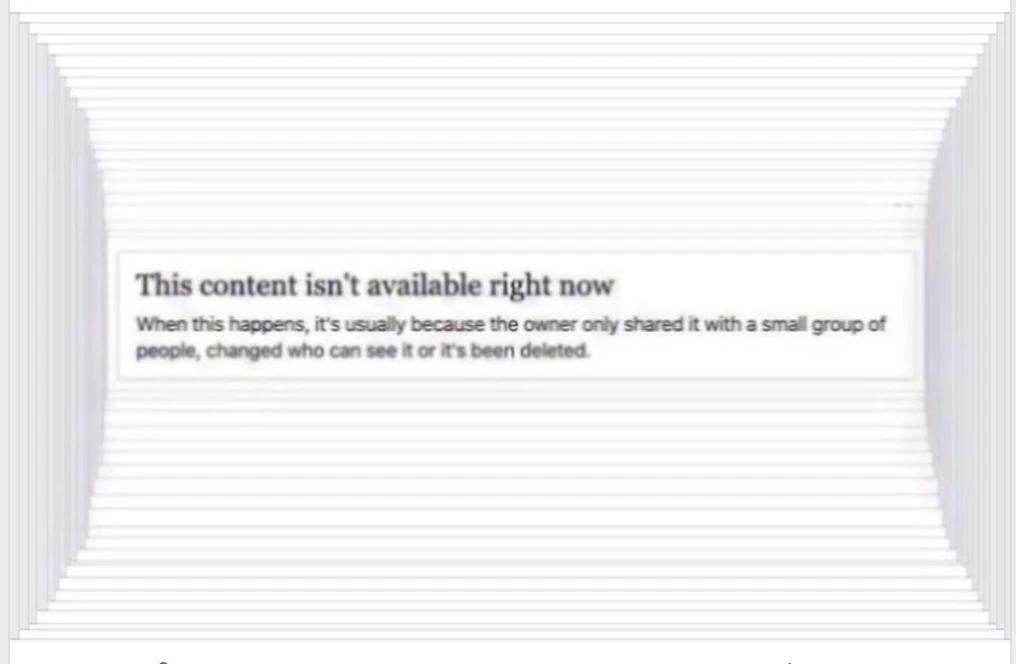 This content isn't available right now
When this happens, it's usually because the owner only shared it with a small group of
people, changed who can see it or it's been deleted.